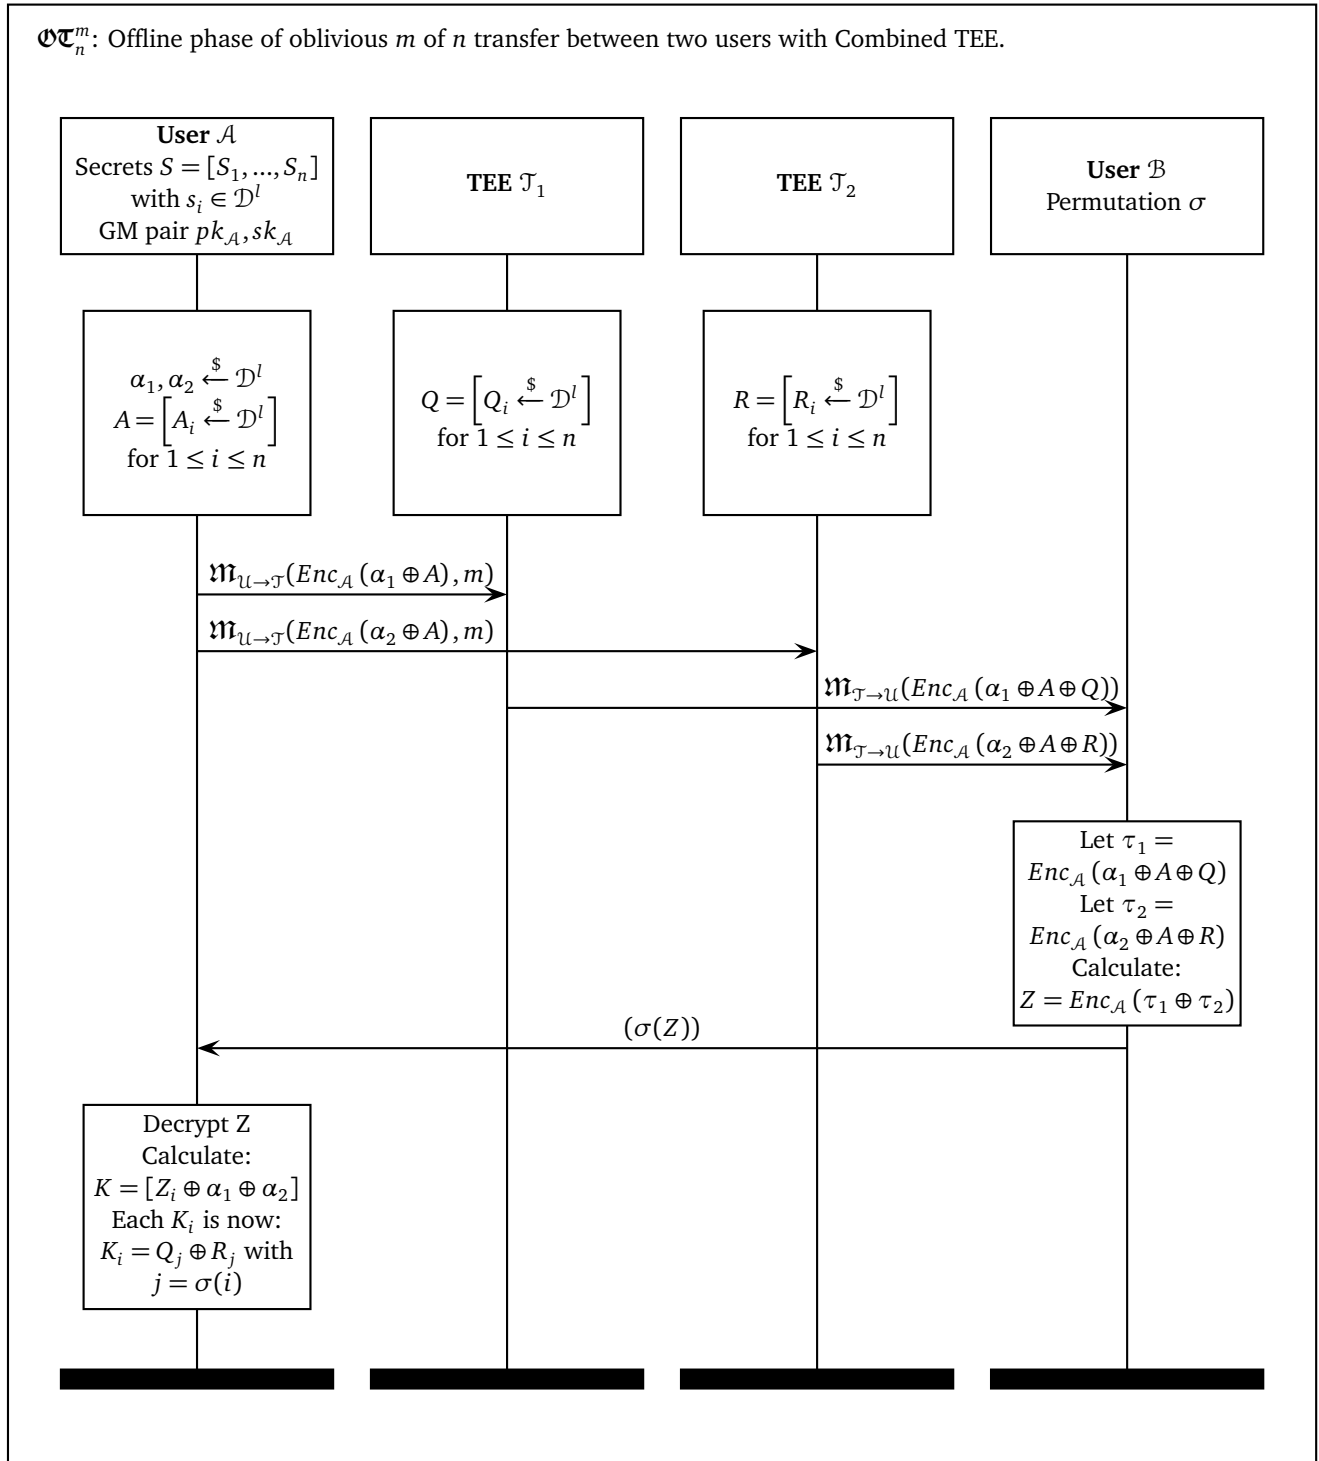 𝕺𝕿ₙᵐ: Offline phase of oblivious m of n transfer between two users with Combined TEE.
User 𝒜
Secrets S = [S₁, ..., Sₙ]
with sᵢ ∈ 𝒟ˡ
GM pair pk_𝒜, sk_𝒜
TEE 𝒯₁
TEE 𝒯₂
User ℬ
Permutation σ
α₁, α₂ ←$ 𝒟ˡ
A = [Aᵢ ←$ 𝒟ˡ]
for 1 ≤ i ≤ n
Q = [Qᵢ ←$ 𝒟ˡ]
for 1 ≤ i ≤ n
R = [Rᵢ ←$ 𝒟ˡ]
for 1 ≤ i ≤ n
𝕸_𝒰→𝒯(Enc_𝒜 (α₁ ⊕ A), m)
𝕸_𝒰→𝒯(Enc_𝒜 (α₂ ⊕ A), m)
𝕸_𝒯→𝒰(Enc_𝒜 (α₁ ⊕ A ⊕ Q))
𝕸_𝒯→𝒰(Enc_𝒜 (α₂ ⊕ A ⊕ R))
Let τ₁ =
Enc_𝒜 (α₁ ⊕ A ⊕ Q)
Let τ₂ =
Enc_𝒜 (α₂ ⊕ A ⊕ R)
Calculate:
Z = Enc_𝒜 (τ₁ ⊕ τ₂)
(σ(Z))
Decrypt Z
Calculate:
K = [Zᵢ ⊕ α₁ ⊕ α₂]
Each Kᵢ is now:
Kᵢ = Qⱼ ⊕ Rⱼ with
j = σ(i)